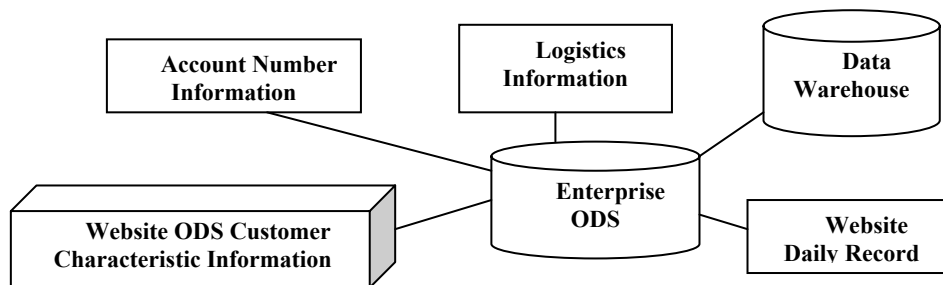 Account Number
Information
Logistics
Information
Data
Warehouse
Enterprise
ODS
Website ODS Customer
Characteristic Information
Website
Daily Record